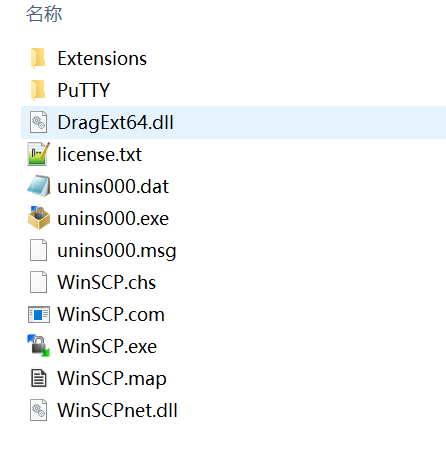 名称
Extensions
PuTTY
DragExt64.dll
license.txt
unins000.dat
unins000.exe
unins000.msg
WinSCP.chs
WinSCP.com
WinSCP.exe
WinSCP.map
WinSCPnet.dll